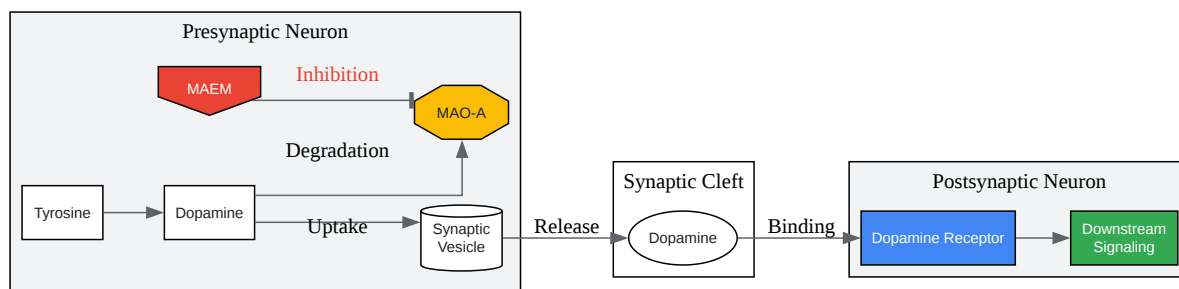 Presynaptic Neuron
MAEM
Inhibition
MAO-A
Degradation
Tyrosine
Dopamine
Uptake
Synaptic
Vesicle
Release
Synaptic Cleft
Dopamine
Binding
Postsynaptic Neuron
Dopamine Receptor
Downstream
Signaling